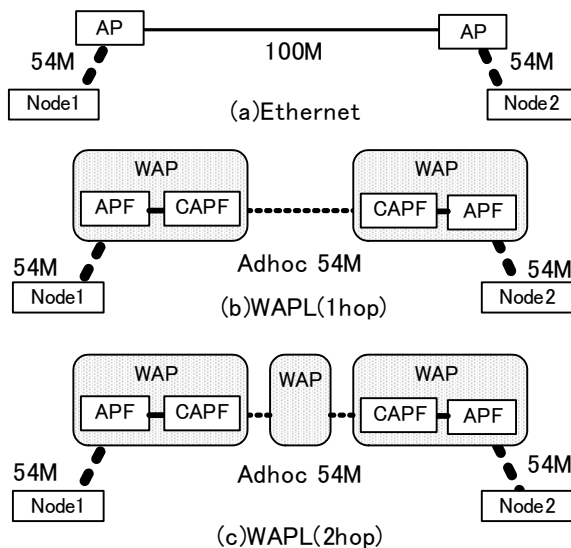 AP AP
100M
54M 54M
Node1 Node2
(a)Ethernet
WAP WAP
APF CAPF CAPF APF
54M Adhoc 54M 54M
Node1 Node2
(b)WAPL(1hop)
WAP WAP WAP
APF CAPF CAPF APF
54M Adhoc 54M 54M
Node1 Node2
(c)WAPL(2hop)